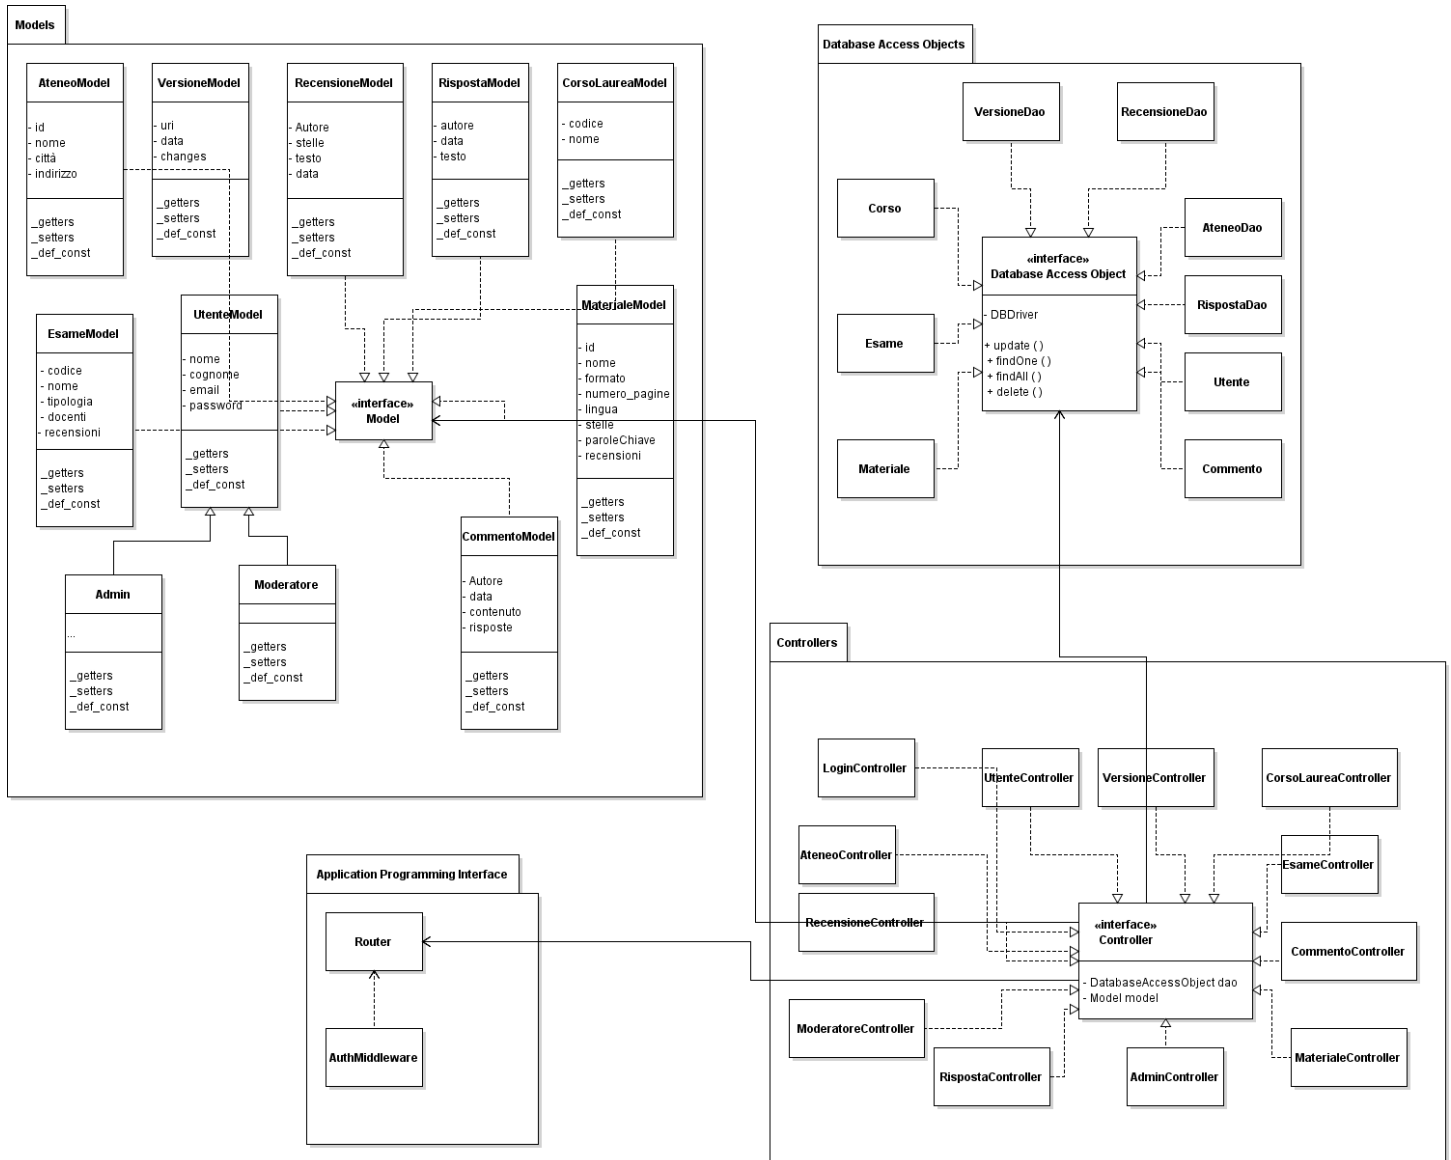 Models
AteneoModel
- id
- nome
- città
- indirizzo
_getters
_setters
_def_const
VersioneModel
- uri
- data
- changes
_getters
_setters
_def_const
RecensioneModel
- Autore
- stelle
- testo
- data
_getters
_setters
_def_const
RispostaModel
- autore
- data
- testo
_getters
_setters
_def_const
CorsoLaureaModel
- codice
- nome
_getters
_setters
_def_const
EsameModel
- codice
- nome
- tipologia
- docenti
- recensioni
_getters
_setters
_def_const
UtenteModel
- nome
- cognome
- email
- password
_getters
_setters
_def_const
«interface»
Model
MaterialeModel
- id
- nome
- formato
- numero_pagine
- lingua
- stelle
- paroleChiave
- recensioni
_getters
_setters
_def_const
Admin
...
_getters
_setters
_def_const
Moderatore
_getters
_setters
_def_const
CommentoModel
- Autore
- data
- contenuto
- risposte
_getters
_setters
_def_const
Database Access Objects
VersioneDao
RecensioneDao
Corso
AteneoDao
«interface»
Database Access Object
- DBDriver
+ update ( )
+ findOne ( )
+ findAll ( )
+ delete ( )
RispostaDao
Esame
Utente
Materiale
Commento
Controllers
LoginController
UtenteController
VersioneController
CorsoLaureaController
AteneoController
EsameController
RecensioneController
«interface»
Controller
- DatabaseAccessObject dao
- Model model
CommentoController
ModeratoreController
MaterialeController
RispostaController
AdminController
Application Programming Interface
Router
AuthMiddleware